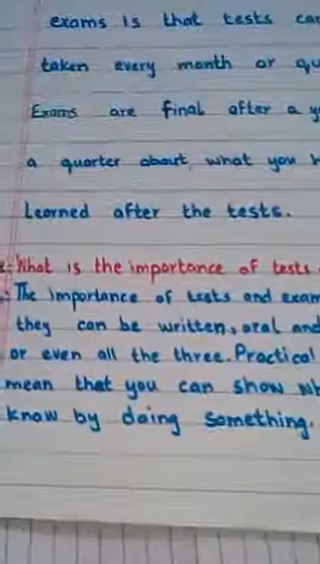 exams is that tests
taken every month or
Exams are final after a
a quarter about what you
learned after the tests.
What is the importance of tests
The importance of tests and
they can be written, oral and
or even all the three. Practical
mean that you can show
know by doing something.